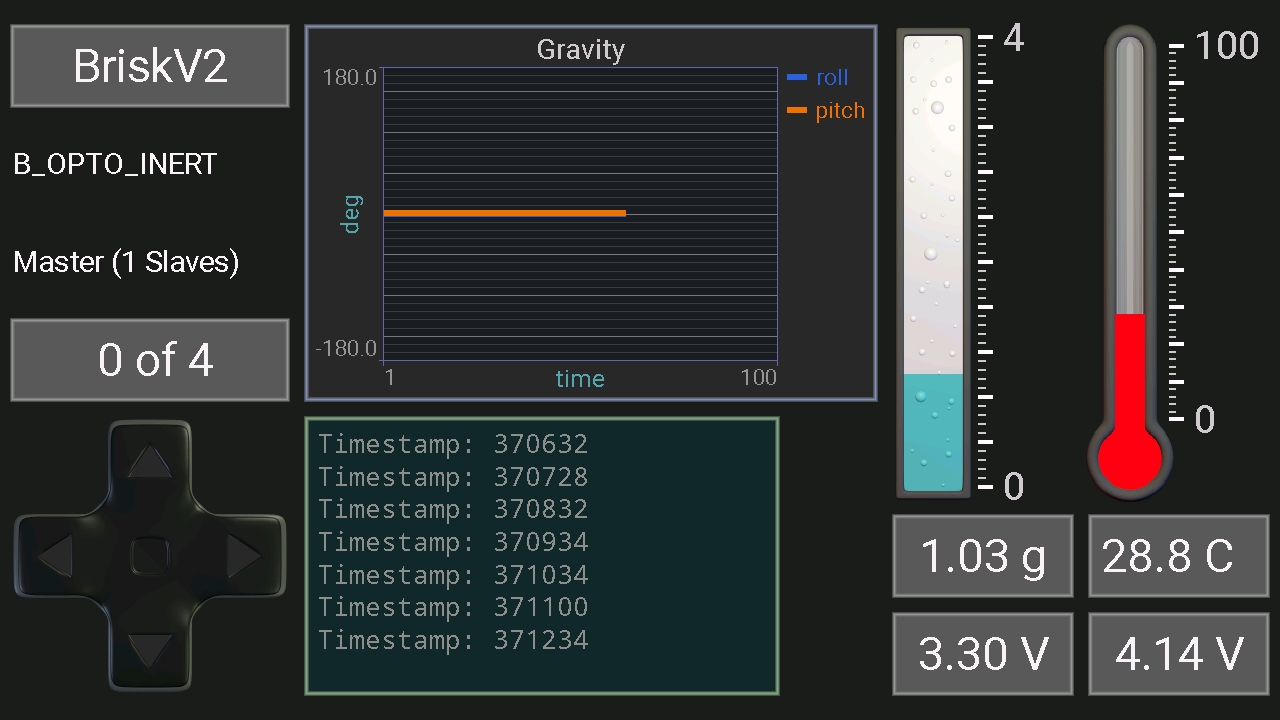 BriskV2
B_OPTO_INERT
Master (1 Slaves)
0 of 4
Gravity
180.0
deg
-180.0
1
time
100
roll
pitch
Timestamp: 370632
Timestamp: 370728
Timestamp: 370832
Timestamp: 370934
Timestamp: 371034
Timestamp: 371100
Timestamp: 371234
4
0
100
0
1.03 g
28.8 C
3.30 V
4.14 V